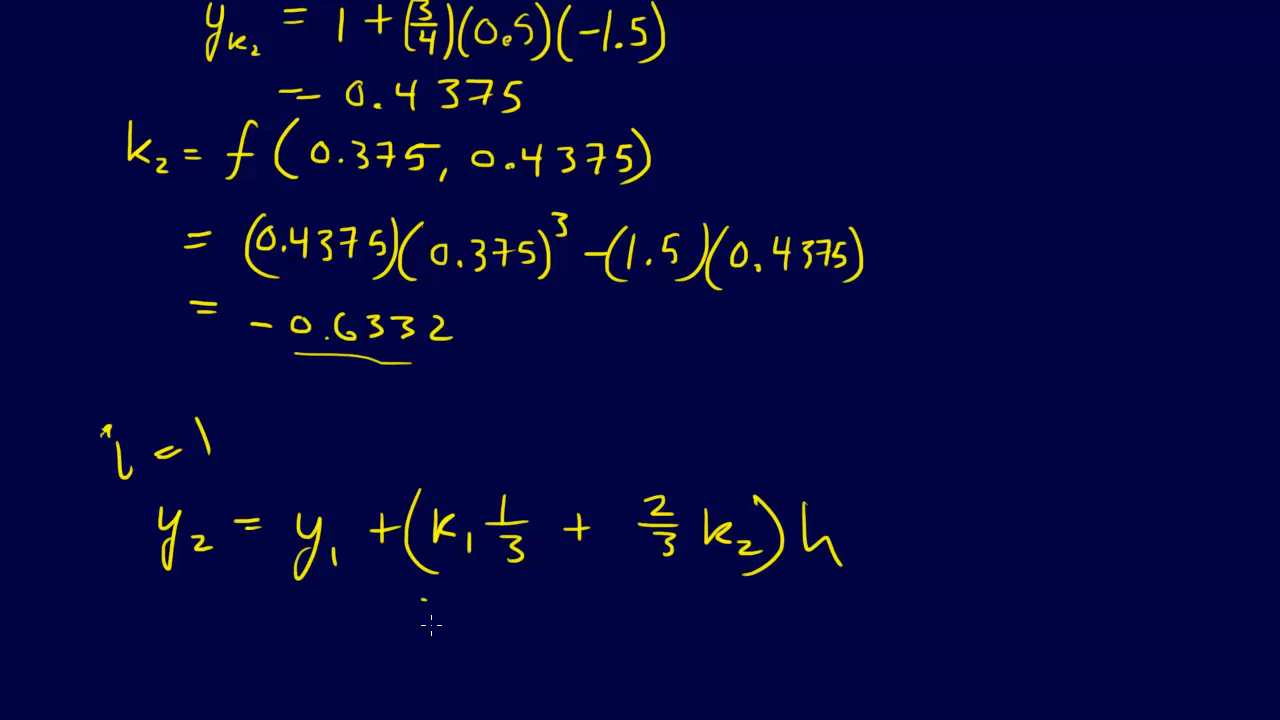 y_{k_2} = 1 + (3/4)(0.5)(-1.5)
= 0.4375
k_2 = f(0.375, 0.4375)
= (0.4375)(0.375)^3 -(1.5)(0.4375)
= -0.6332
i = 1
y_2 = y_1 + (k_1 1/3 + 2/3 k_2) h